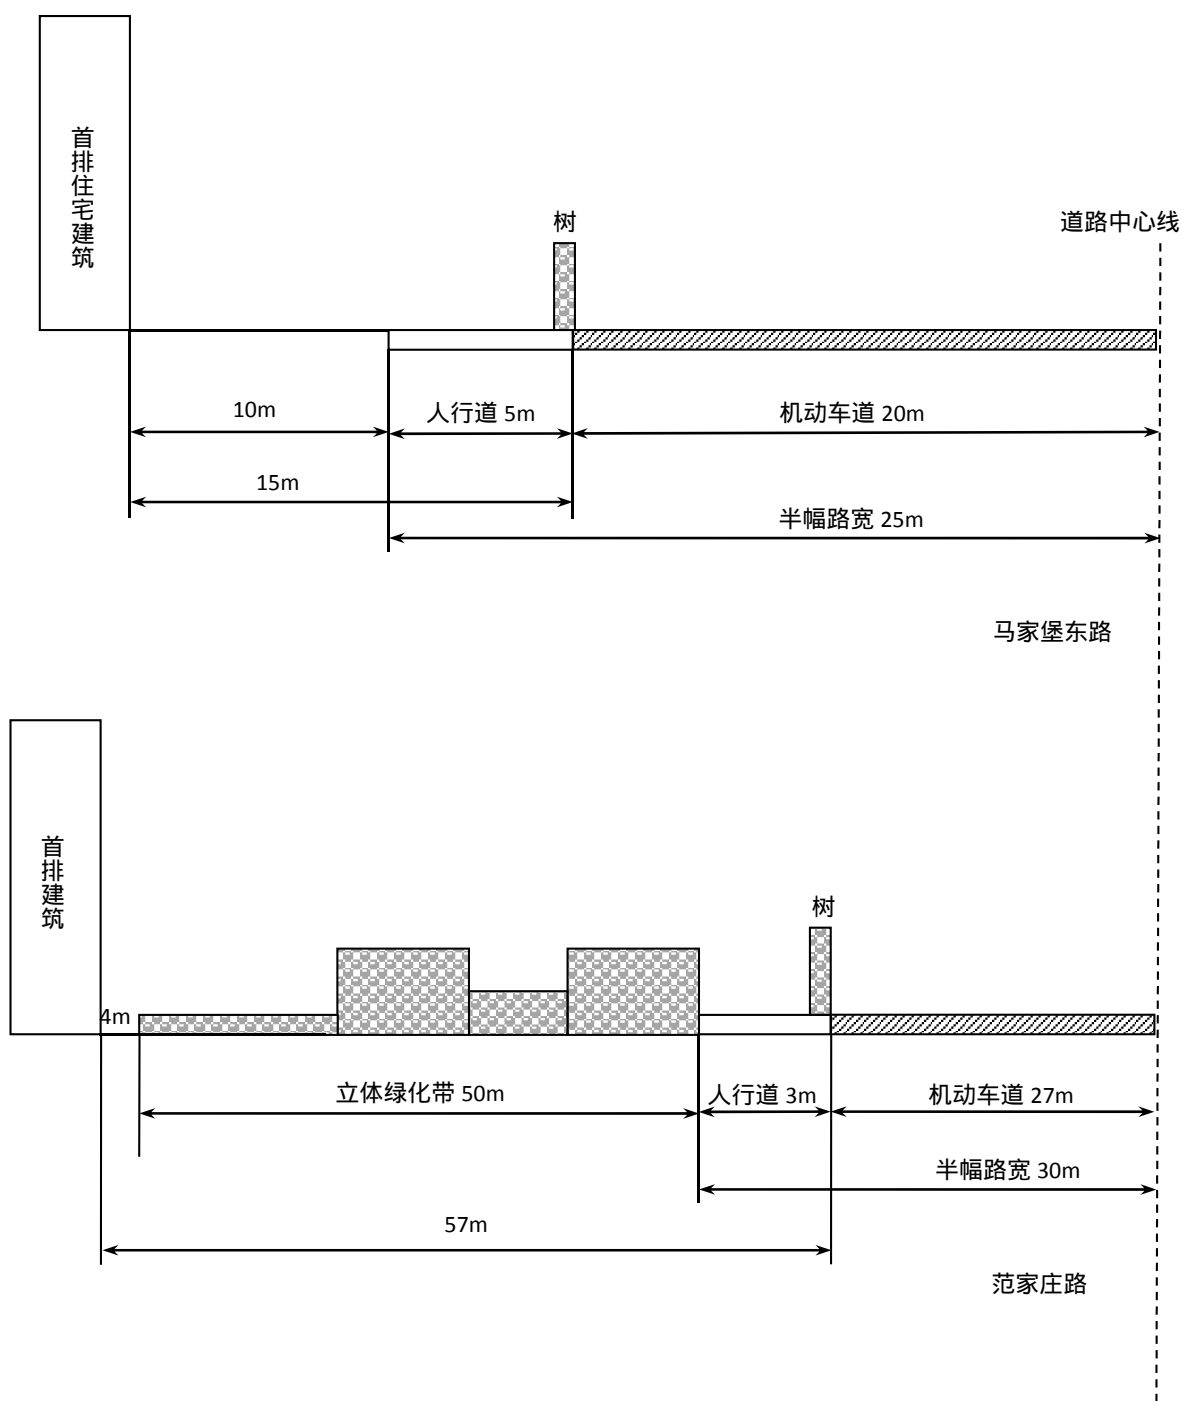 首排住宅建筑
树
道路中心线
10m
人行道 5m
机动车道 20m
15m
半幅路宽 25m
马家堡东路
首排建筑
树
4m
立体绿化带 50m
人行道 3m
机动车道 27m
半幅路宽 30m
57m
范家庄路